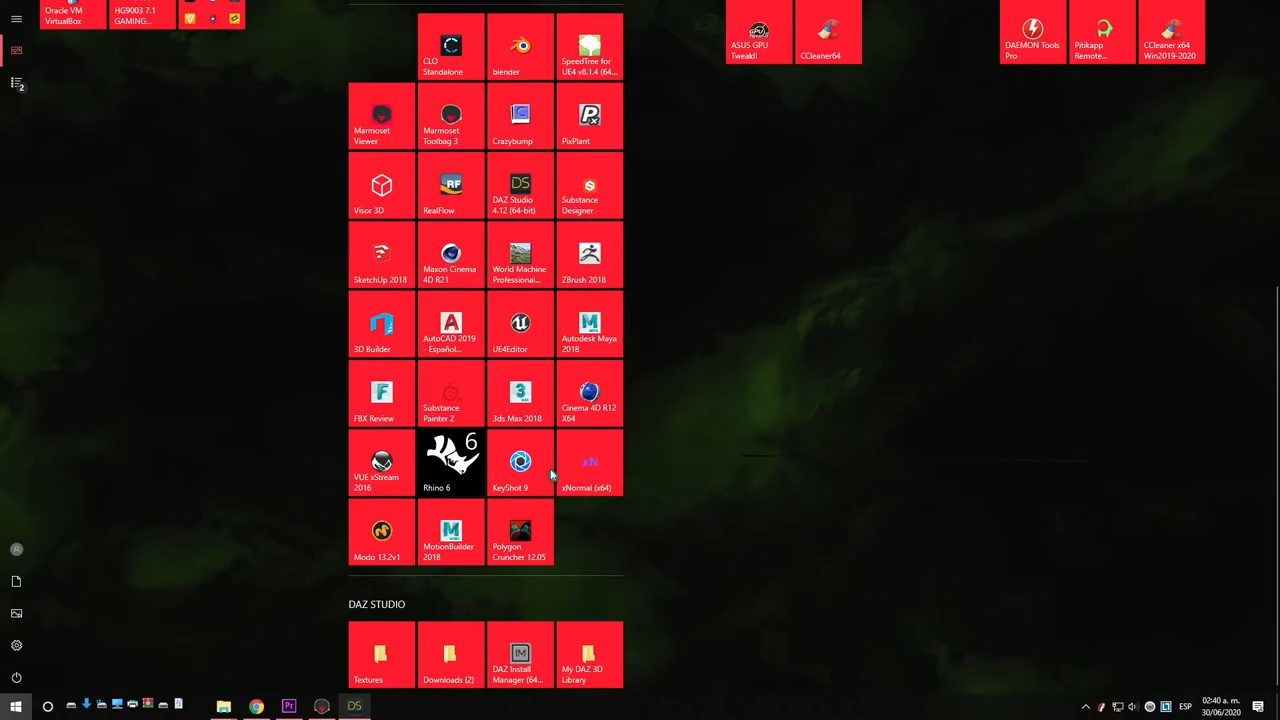 Oracle VM
VirtualBox
HG9003 7.1
GAMING...
CLO
Standalone
blender
SpeedTree for
UE4 v8.1.4 (64...
ASUS GPU
TweakII
CCleaner64
DAEMON Tools
Pro
Pitikapp
Remote...
CCleaner x64
Win2019-2020
2
Marmoset
Viewer
Marmoset
Toolbag 3
Crazybump
PixPlant
Visor 3D
RealFlow
DAZ Studio
4.12 (64-bit)
Substance
Designer
SketchUp 2018
Maxon Cinema
4D R21
World Machine
Professional...
ZBrush 2018
3D Builder
AutoCAD 2019
- Español...
UE4Editor
Autodesk Maya
2018
FBX Review
Substance
Painter 2
3ds Max 2018
Cinema 4D R12
X64
VUE xStream
2016
6
Rhino 6
KeyShot 9
xN
xNormal (x64)
Modo 13.2v1
MotionBuilder
2018
Polygon
Cruncher 12.05
DAZ STUDIO
Textures
Downloads (2)
IM
DAZ Install
Manager (64...
My DAZ 3D
Library
Pr
DS
ESP
02:40 a. m.
30/06/2020